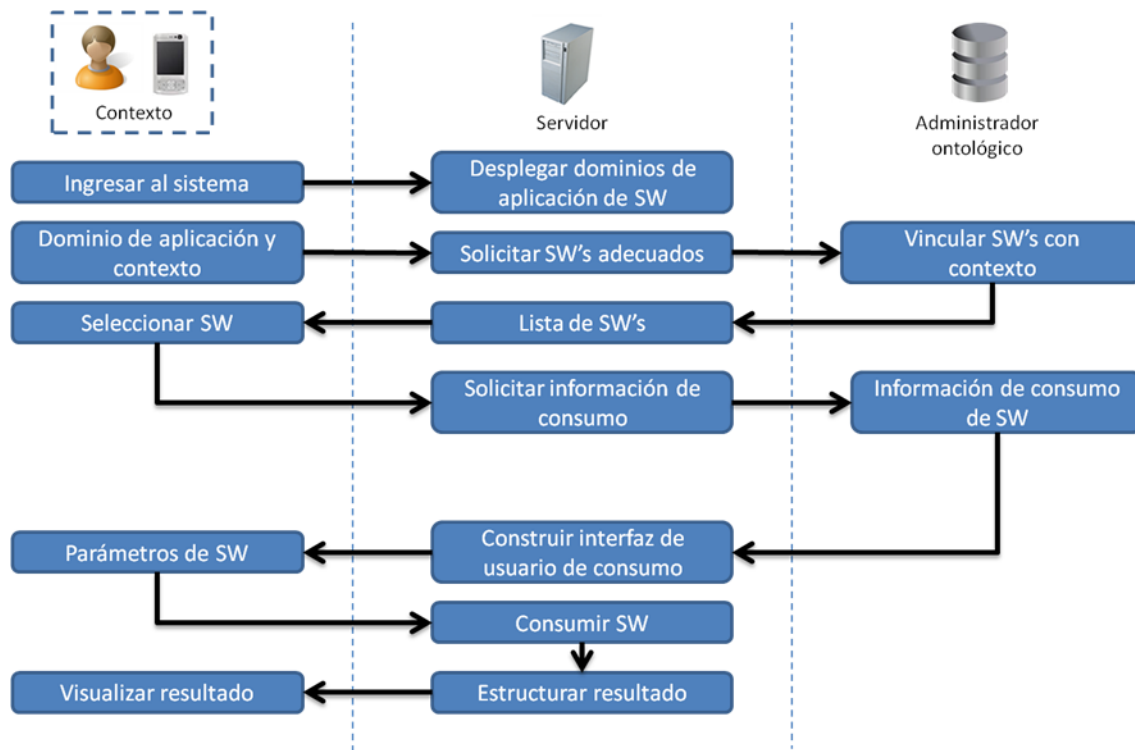 Contexto
Servidor
Administrador
ontológico
Ingresar al sistema
Desplegar dominios de
aplicación de SW
Dominio de aplicación y
contexto
Solicitar SW's adecuados
Vincular SW's con
contexto
Seleccionar SW
Lista de SW's
Solicitar información de
consumo
Información de consumo
de SW
Parámetros de SW
Construir interfaz de
usuario de consumo
Consumir SW
Visualizar resultado
Estructurar resultado